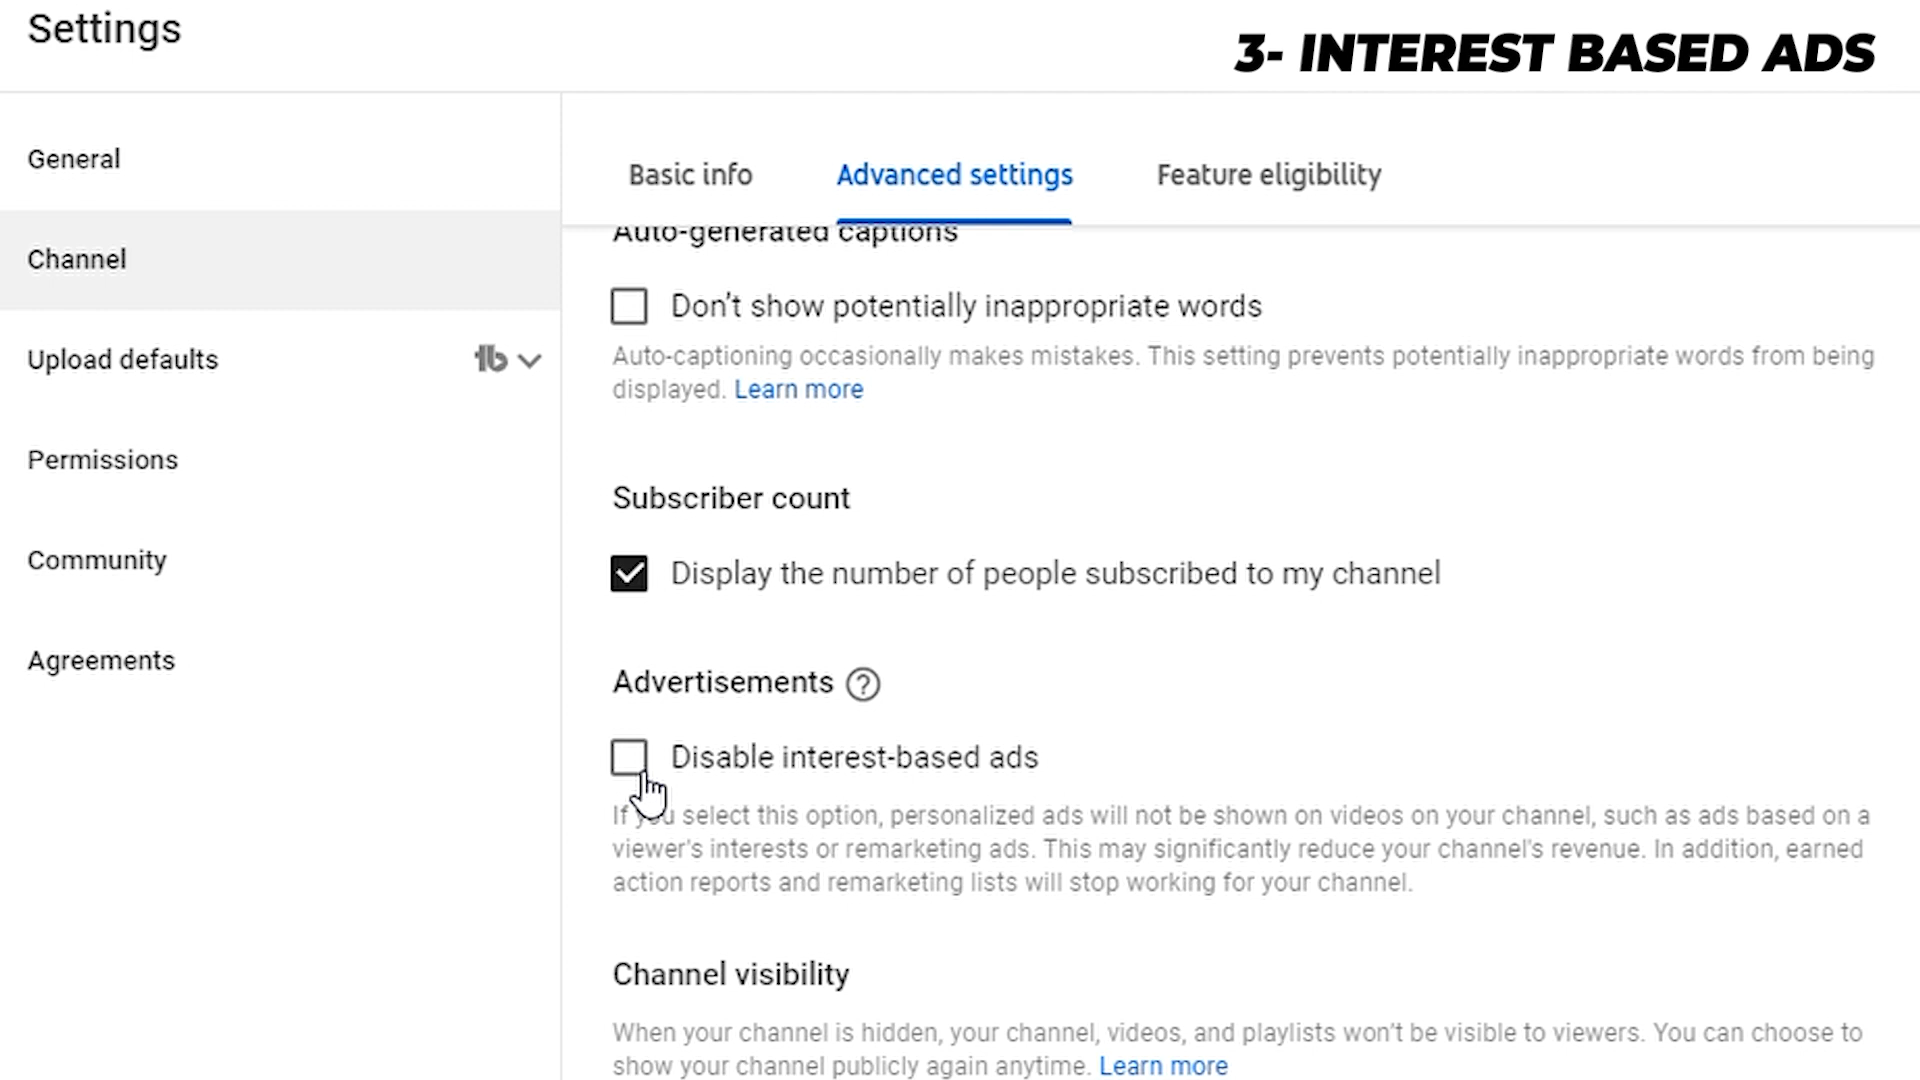 Settings
3- INTEREST BASED ADS
General
Channel
Upload defaults
Permissions
Community
Agreements
Basic info
Advanced settings
Feature eligibility
Auto-generated captions
Don't show potentially inappropriate words
Auto-captioning occasionally makes mistakes. This setting prevents potentially inappropriate words from being
displayed. Learn more
Subscriber count
Display the number of people subscribed to my channel
Advertisements ?
Disable interest-based ads
If you select this option, personalized ads will not be shown on videos on your channel, such as ads based on a
viewer's interests or remarketing ads. This may significantly reduce your channel's revenue. In addition, earned
action reports and remarketing lists will stop working for your channel.
Channel visibility
When your channel is hidden, your channel, videos, and playlists won't be visible to viewers. You can choose to
show your channel publicly again anytime. Learn more